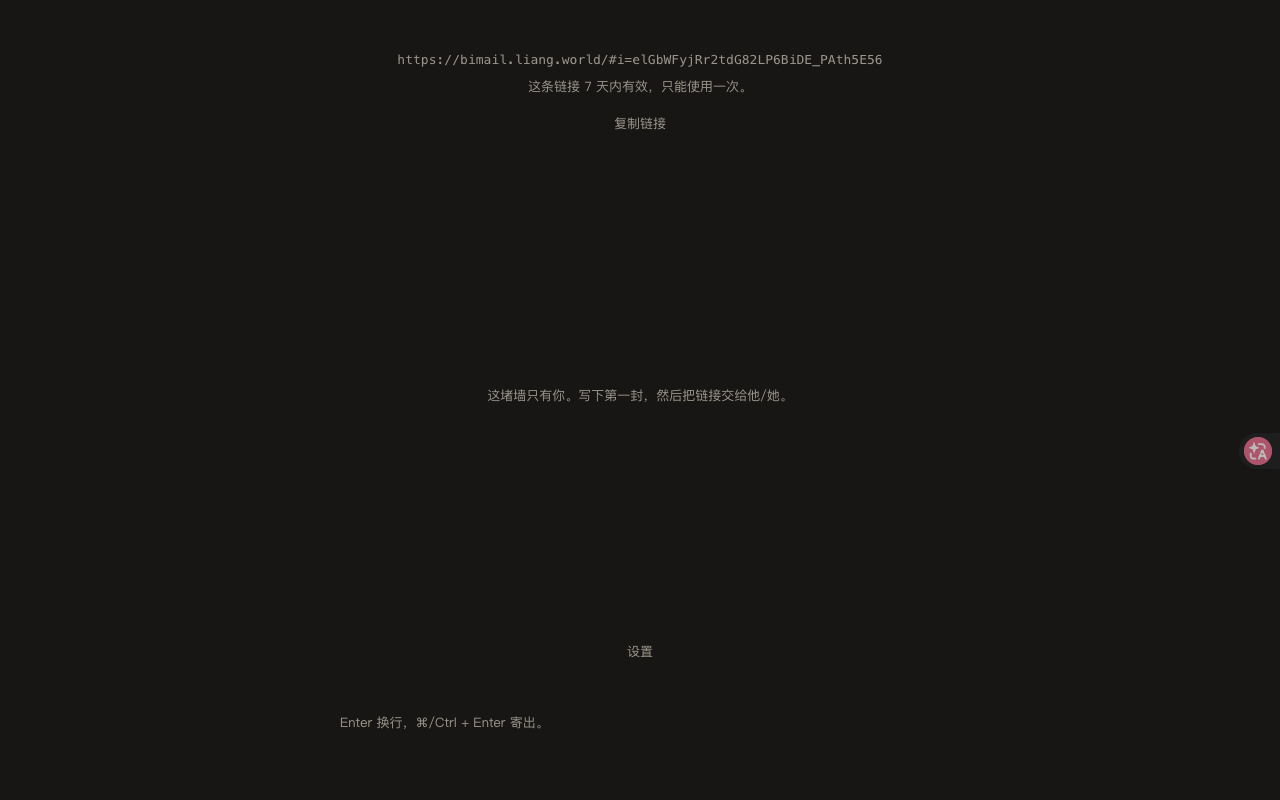 https://bimail.liang.world/#i=elGbWFyjRr2tdG82LP6BiDE_PAth5E56
这条链接 7 天内有效，只能使用一次。
复制链接
这堵墙只有你。写下第一封，然后把链接交给他/她。
设置
Enter 换行，⌘/Ctrl + Enter 寄出。